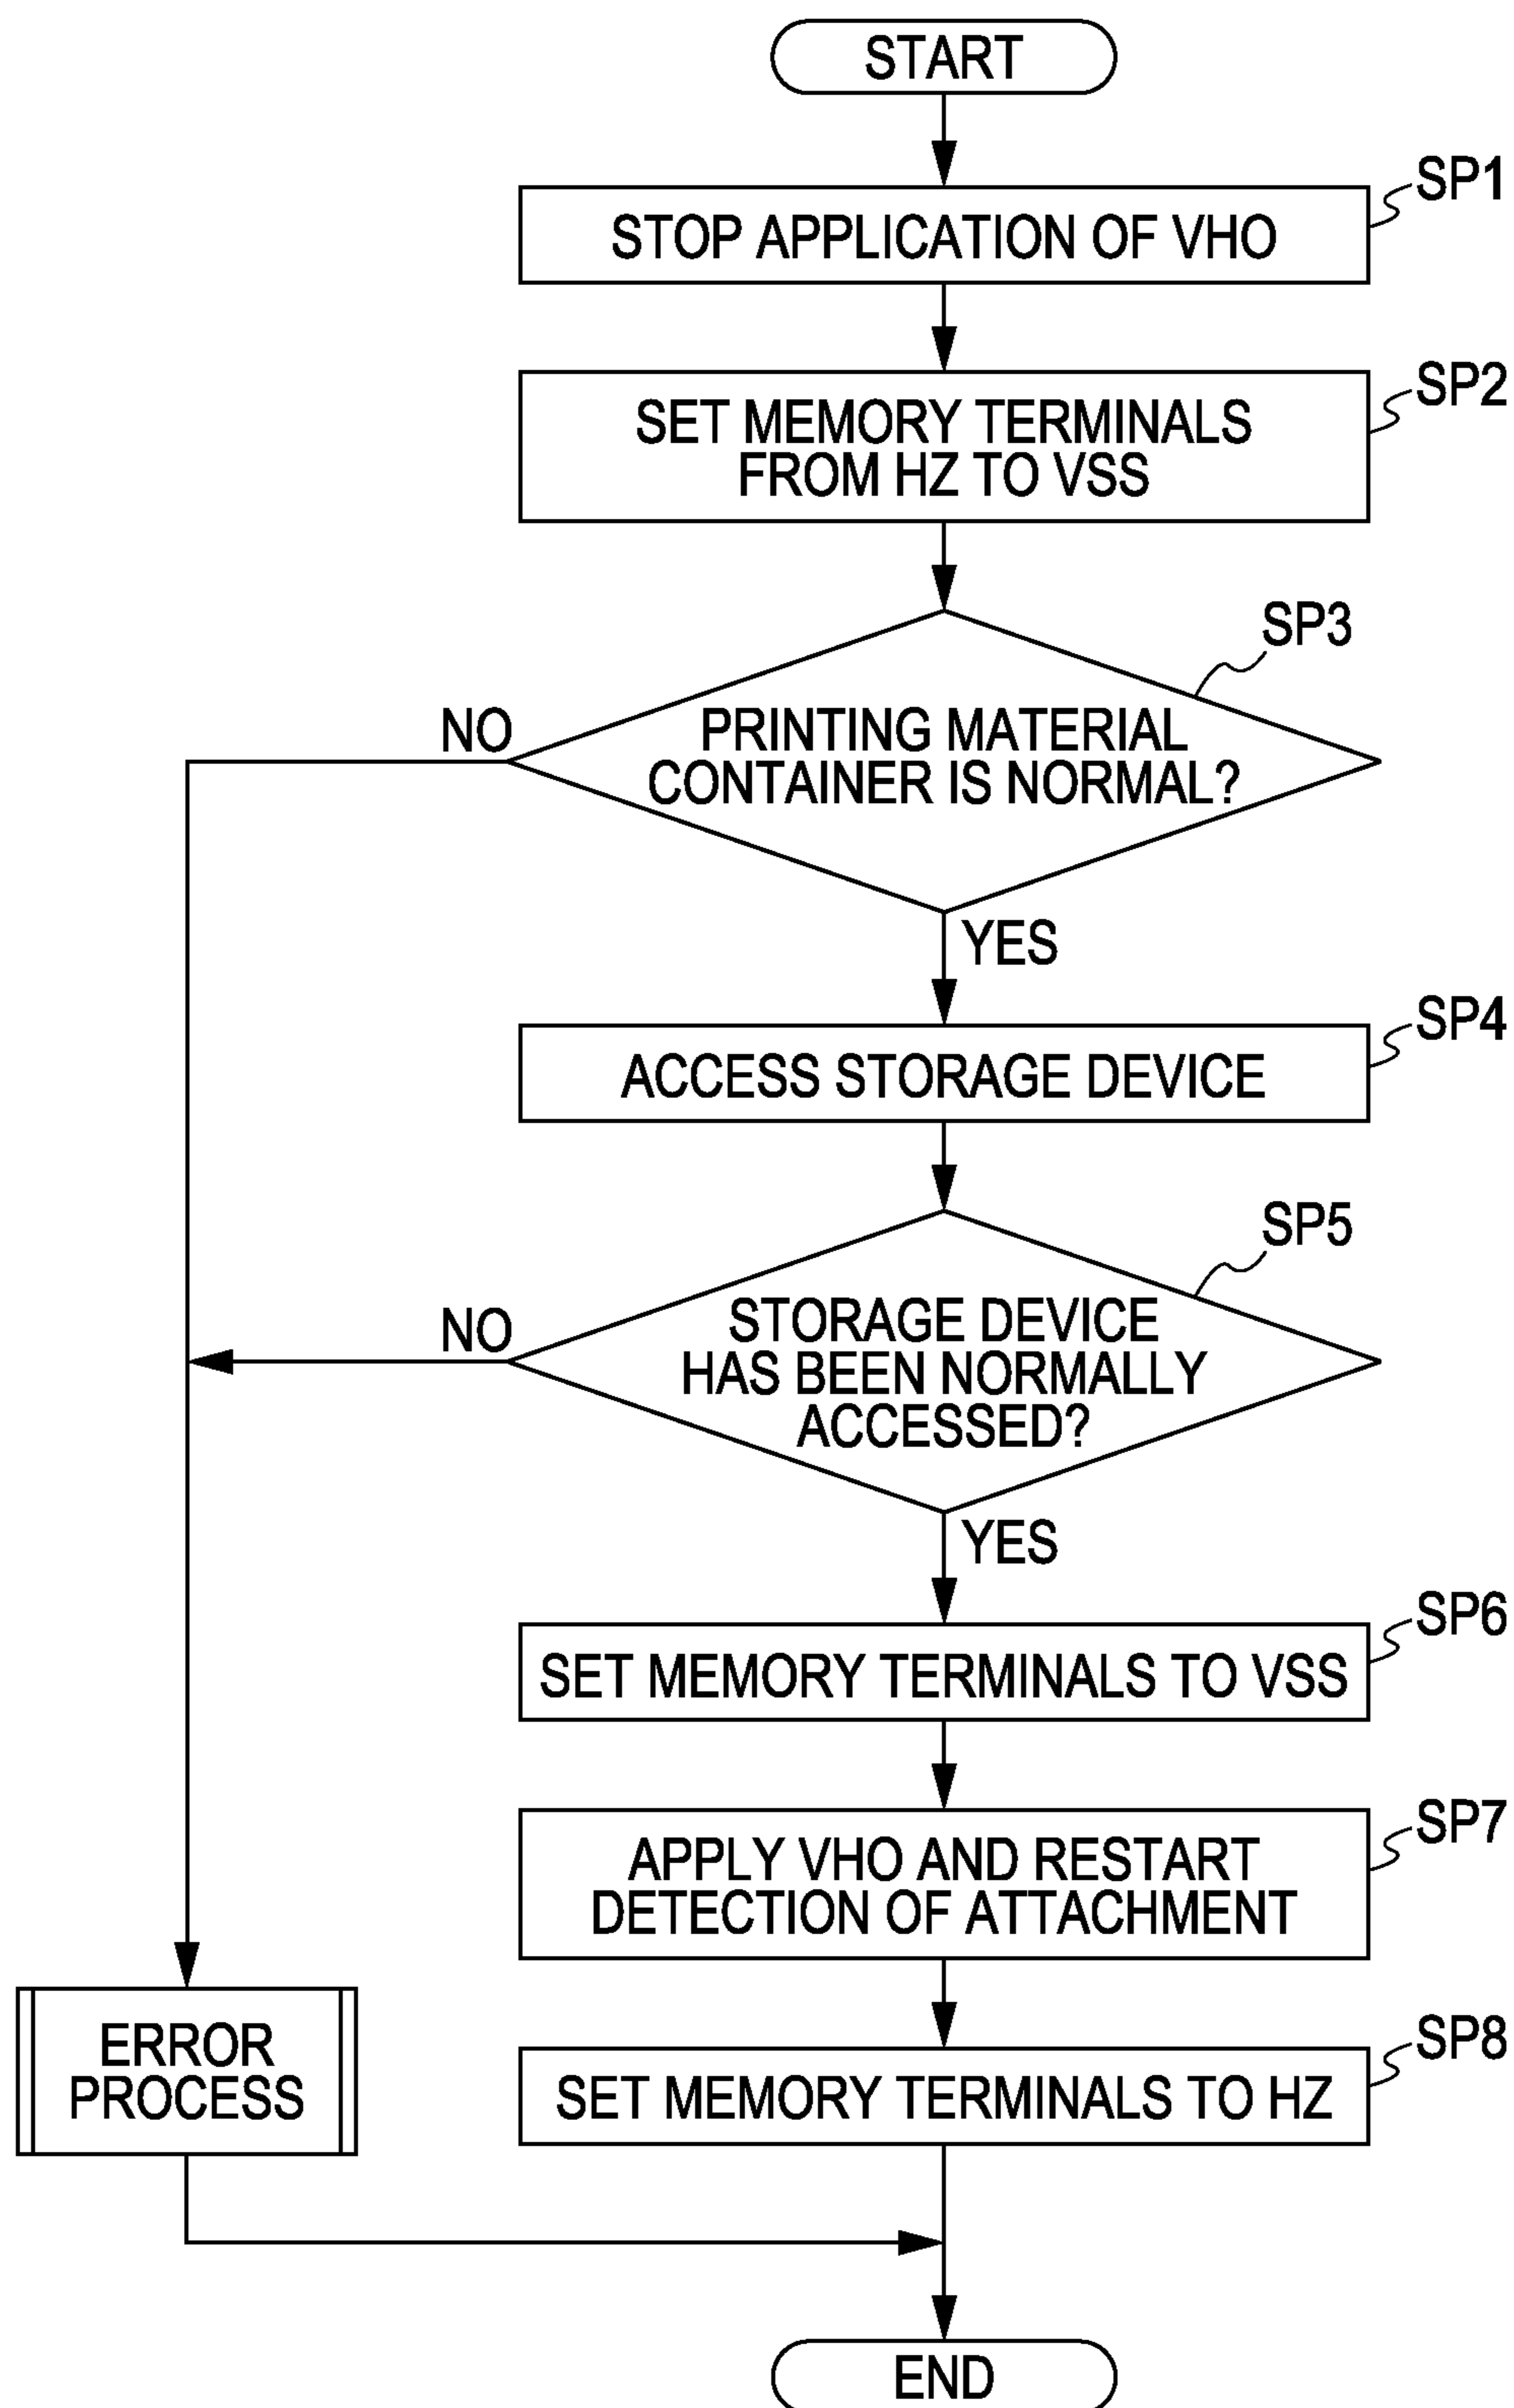 START
SP1
STOP APPLICATION OF VHO
SP2
SET MEMORY TERMINALS
FROM HZ TO VSS
SP3
NO
PRINTING MATERIAL
CONTAINER IS NORMAL?
YES
SP4
ACCESS STORAGE DEVICE
SP5
NO
STORAGE DEVICE
HAS BEEN NORMALLY
ACCESSED?
YES
SP6
SET MEMORY TERMINALS TO VSS
SP7
APPLY VHO AND RESTART
DETECTION OF ATTACHMENT
ERROR
PROCESS
SP8
SET MEMORY TERMINALS TO HZ
END